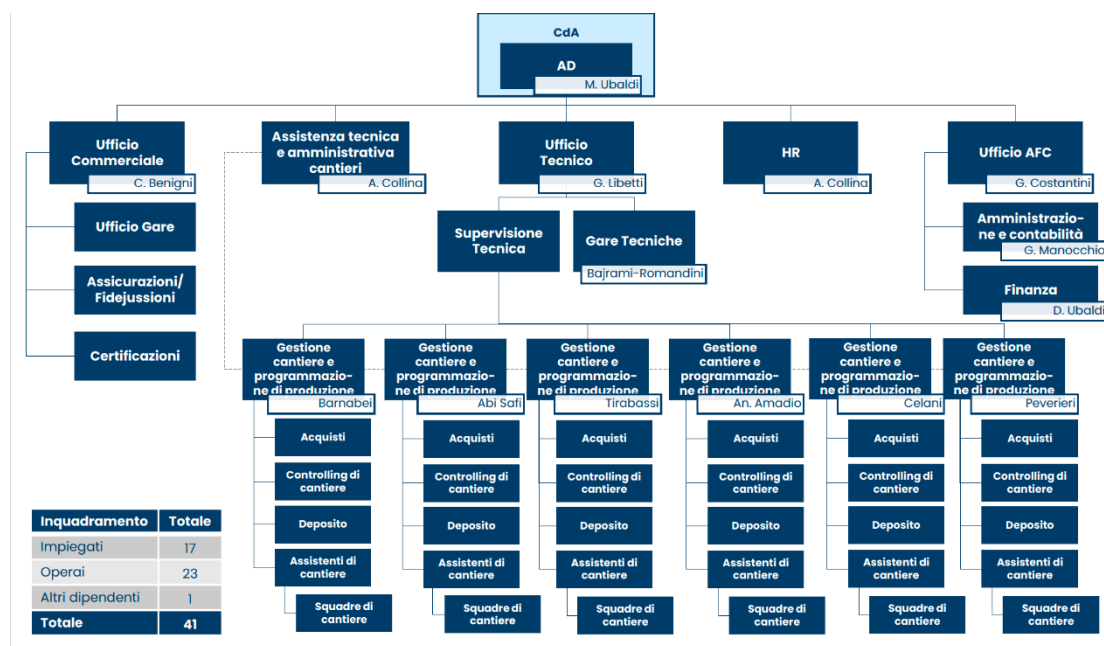 CdA
AD
M. Ubaldi
Ufficio
Commerciale
C. Benigni
Assistenza tecnica
e amministrativa
cantieri
A. Collina
Ufficio
Tecnico
G. Libetti
HR
A. Collina
Ufficio AFC
G. Costantini
Ufficio Gare
Assicurazioni/
Fidejussioni
Certificazioni
Supervisione
Tecnica
Gare Tecniche
Bajrami-Romandini
Amministrazio-
ne e contabilità
G. Manocchio
Finanza
D. Ubaldi
Gestione
cantiere e
programmazio-
ne di produzione
Barnabei
Acquisti
Controlling di
cantiere
Deposito
Assistenti di
cantiere
Squadre di
cantiere
Gestione
cantiere e
programmazio-
ne di produzione
Abi Safi
Acquisti
Controlling di
cantiere
Deposito
Assistenti di
cantiere
Squadre di
cantiere
Gestione
cantiere e
programmazio-
ne di produzione
Tirabassi
Acquisti
Controlling di
cantiere
Deposito
Assistenti di
cantiere
Squadre di
cantiere
Gestione
cantiere e
programmazio-
ne di produzione
An. Amadio
Acquisti
Controlling di
cantiere
Deposito
Assistenti di
cantiere
Squadre di
cantiere
Gestione
cantiere e
programmazio-
ne di produzione
Celani
Acquisti
Controlling di
cantiere
Deposito
Assistenti di
cantiere
Squadre di
cantiere
Gestione
cantiere e
programmazio-
ne di produzione
Peverieri
Acquisti
Controlling di
cantiere
Deposito
Assistenti di
cantiere
Squadre di
cantiere
Inquadramento Totale
Impiegati 17
Operai 23
Altri dipendenti 1
Totale 41